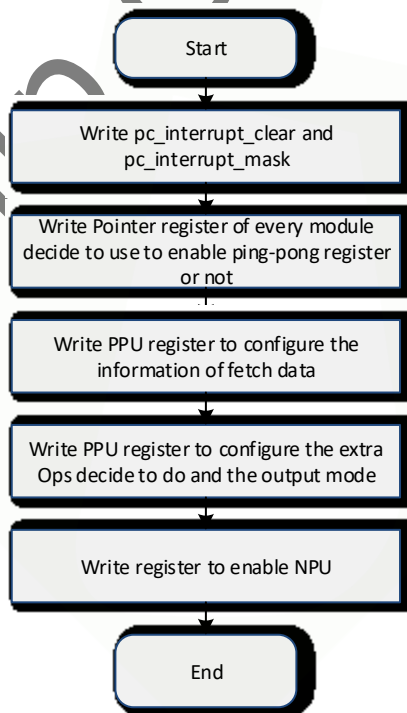 Start
Write pc_interrupt_clear and
pc_interrupt_mask
Write Pointer register of every module
decide to use to enable ping-pong register
or not
Write PPU register to configure the
information of fetch data
Write PPU register to configure the extra
Ops decide to do and the output mode
Write register to enable NPU
End